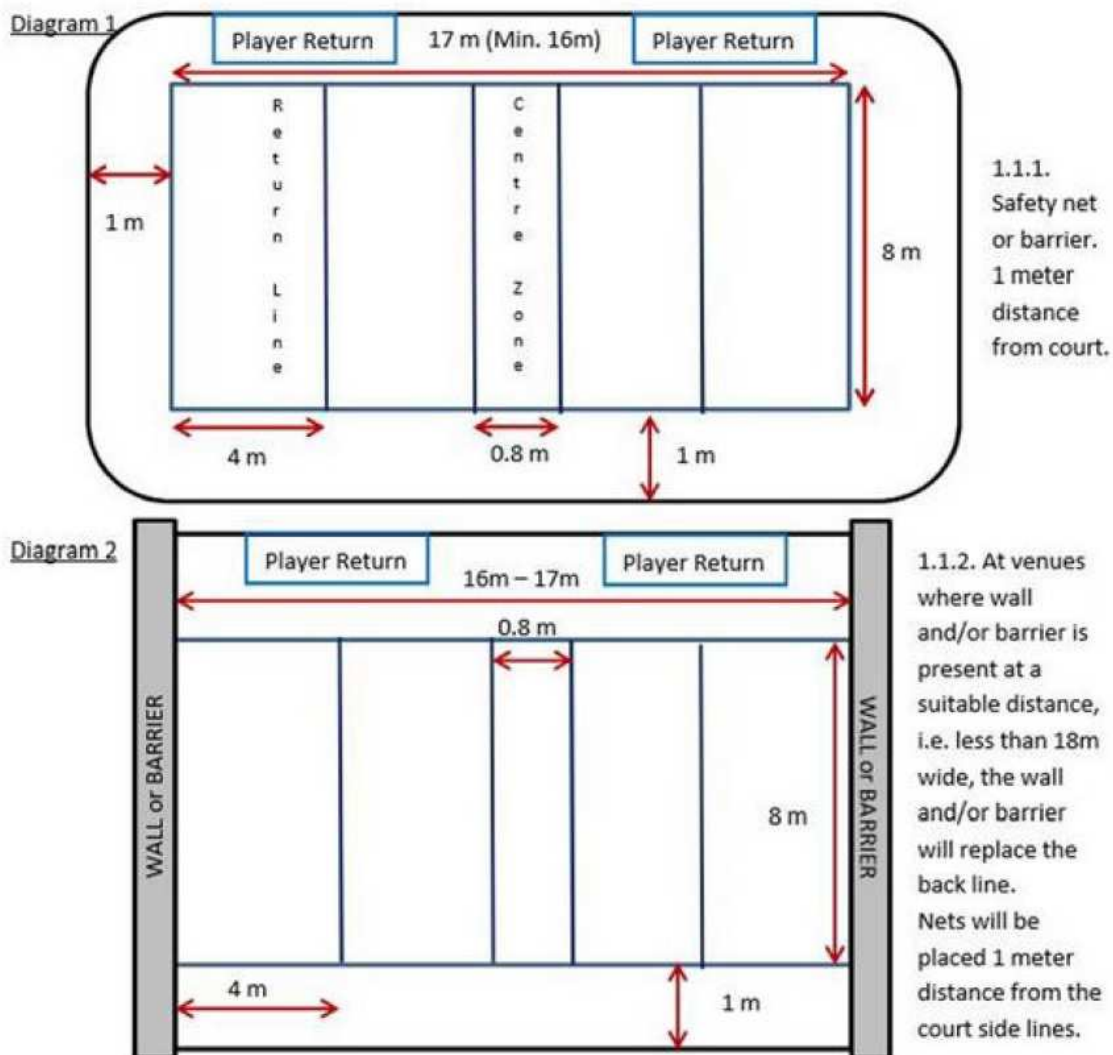 Diagram 1
Player Return
17 m (Min. 16m)
Player Return
Return Line
Centre Zone
1 m
8 m
1.1.1.
Safety net
or barrier.
1 meter
distance
from court.
4 m
0.8 m
1 m
Diagram 2
Player Return
Player Return
16m – 17m
0.8 m
WALL or BARRIER
WALL or BARRIER
8 m
4 m
1 m
1.1.2. At venues
where wall
and/or barrier is
present at a
suitable distance,
i.e. less than 18m
wide, the wall
and/or barrier
will replace the
back line.
Nets will be
placed 1 meter
distance from the
court side lines.